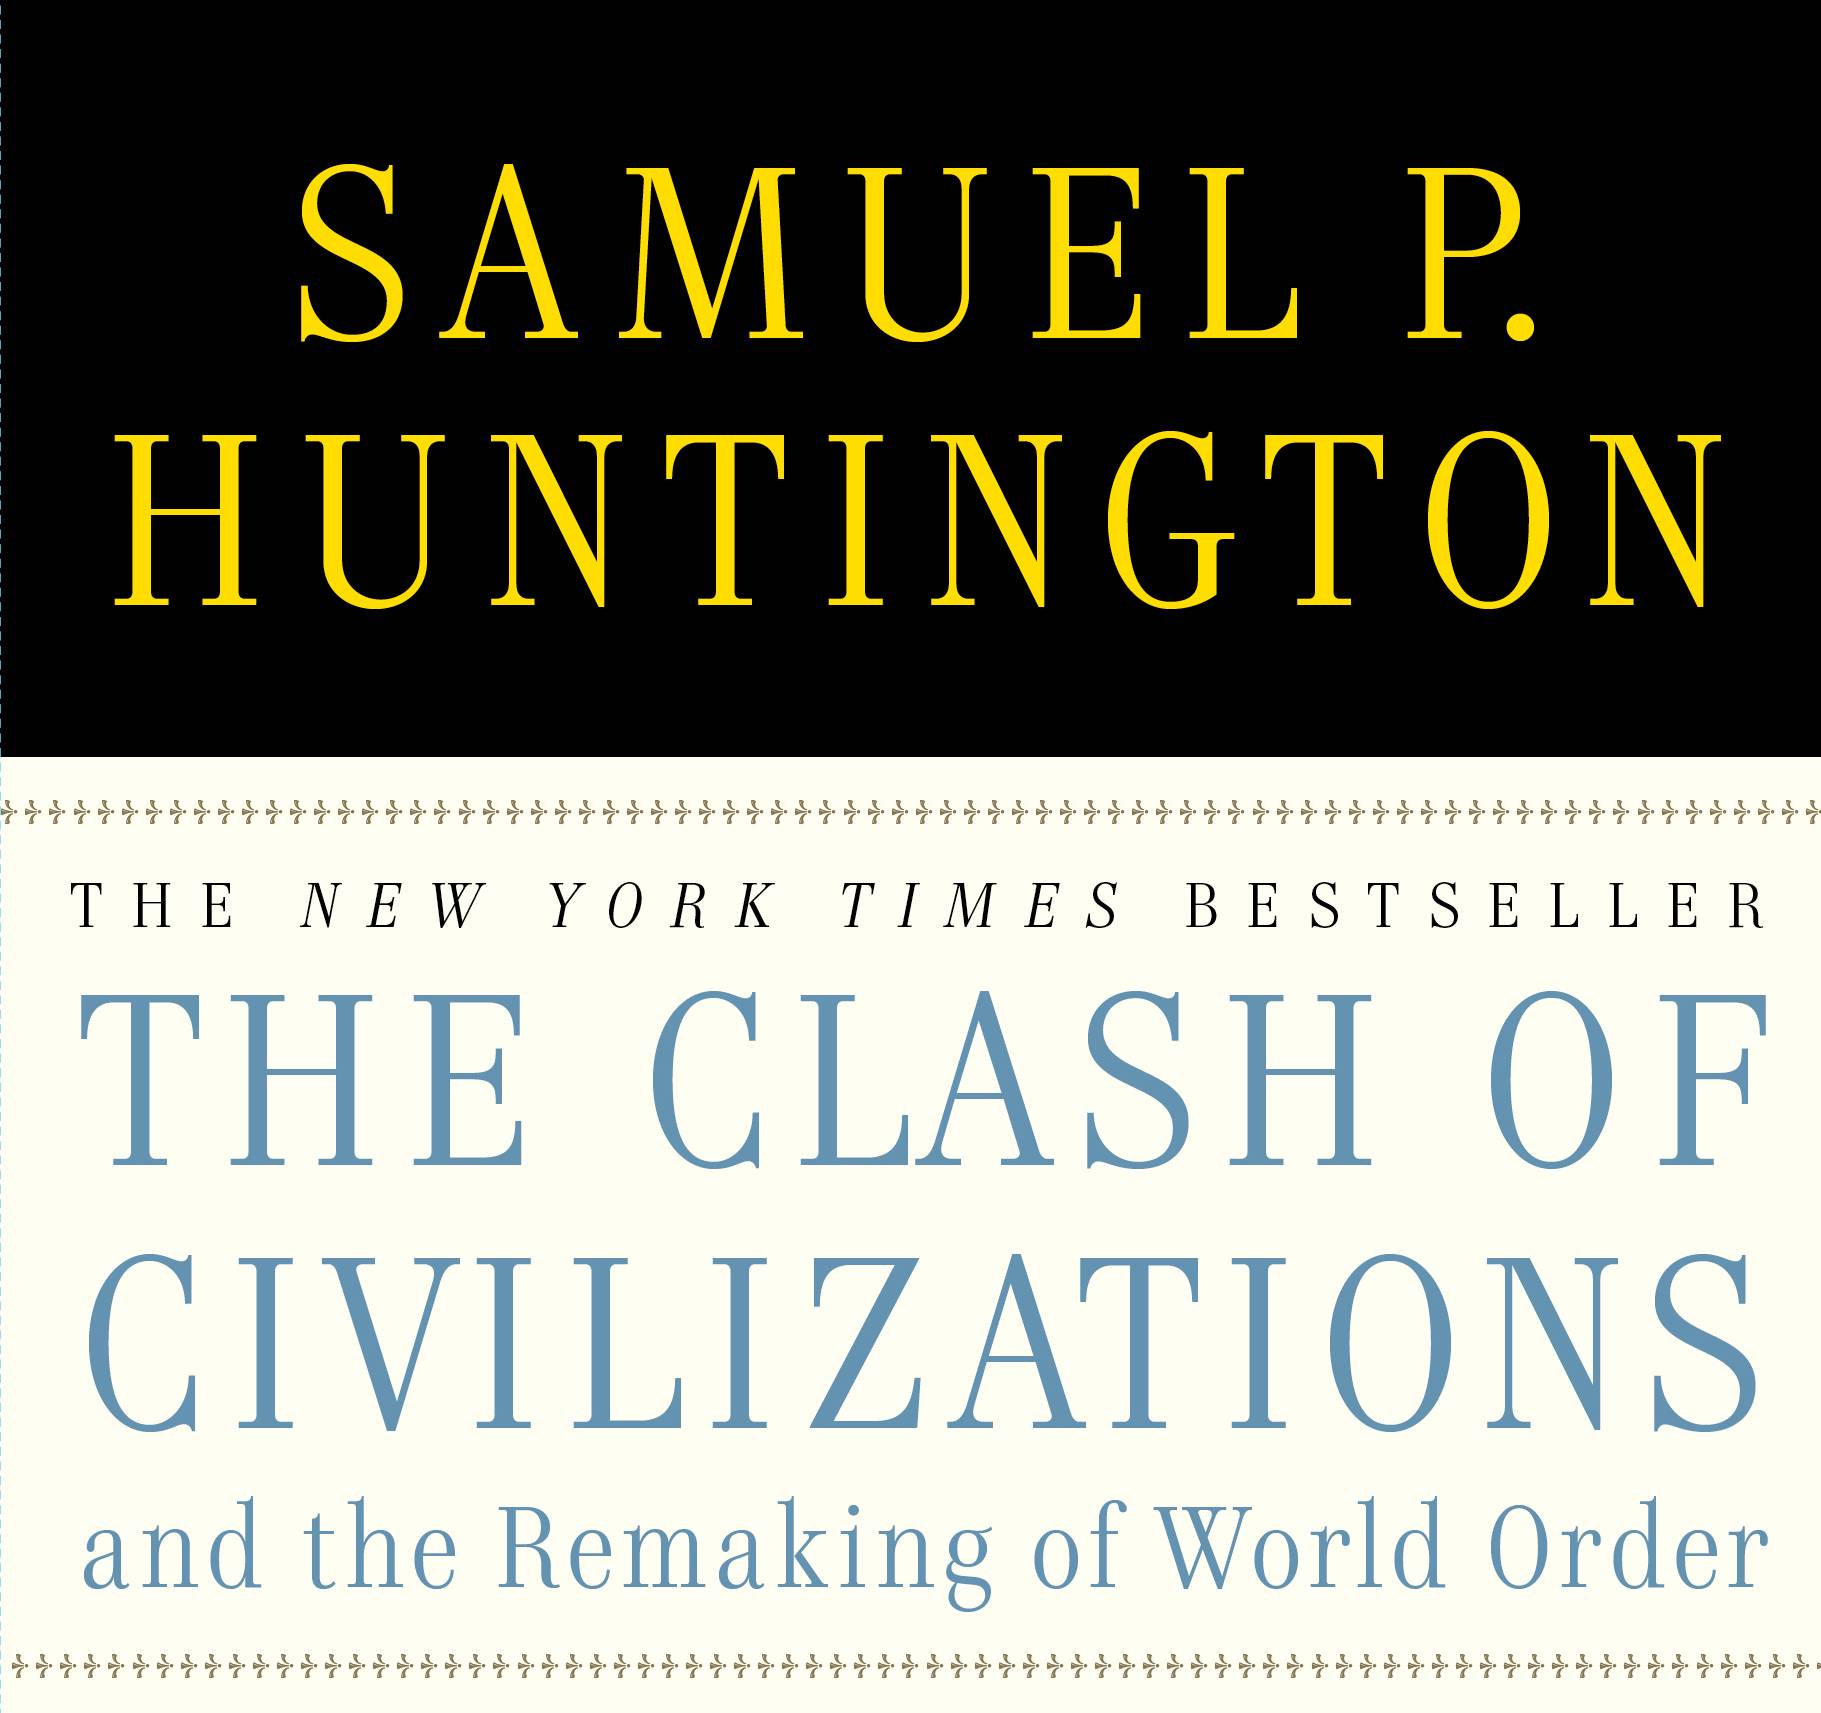 SAMUEL P.
HUNTINGTON
THE NEW YORK TIMES BESTSELLER
THE CLASH OF
CIVILIZATIONS
and the Remaking of World Order